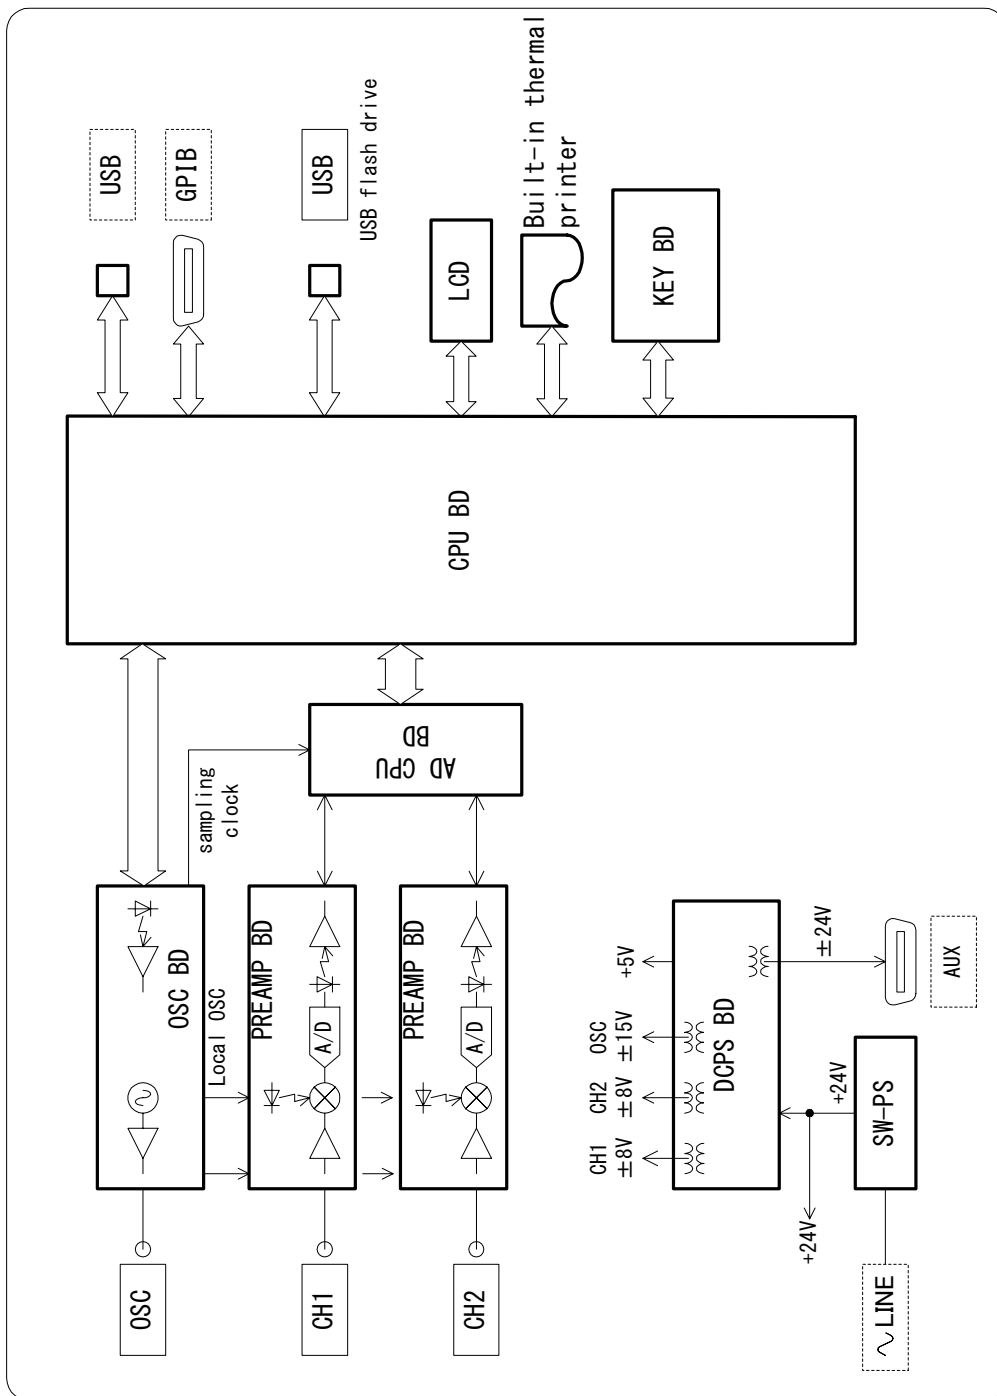 OSC
CH1
CH2
OSC BD
Local OSC
PREAMP BD
A/D
PREAMP BD
A/D
sampling
clock
AD CPU
BD
CPU BD
USB
GPIB
USB
USB flash drive
LCD
Built-in thermal
printer
KEY BD
CH1
±8V
CH2
±8V
OSC
±15V
+5V
DCPS BD
±24V
+24V
+24V
SW-PS
LINE
AUX